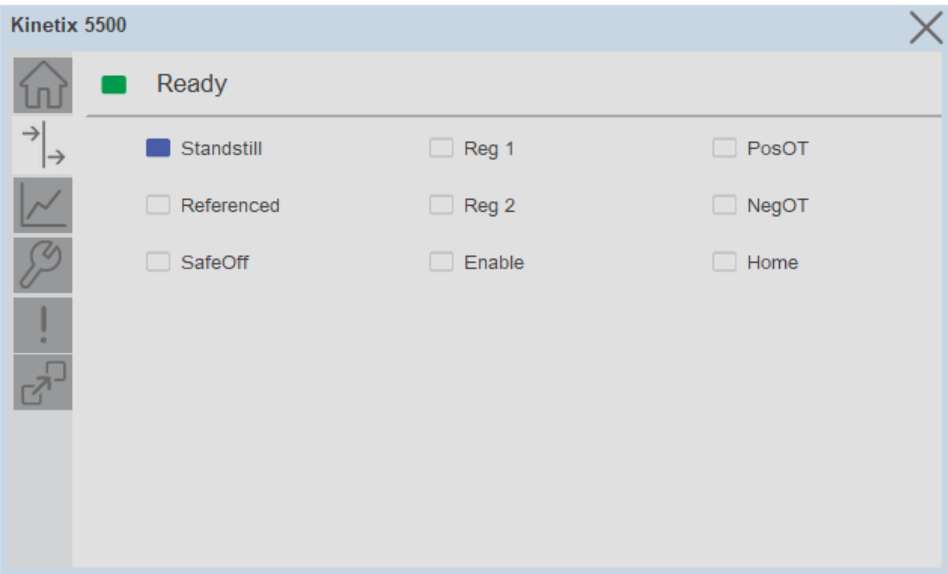 Kinetix 5500
Ready
Standstill Reg 1 PosOT
Referenced Reg 2 NegOT
SafeOff Enable Home